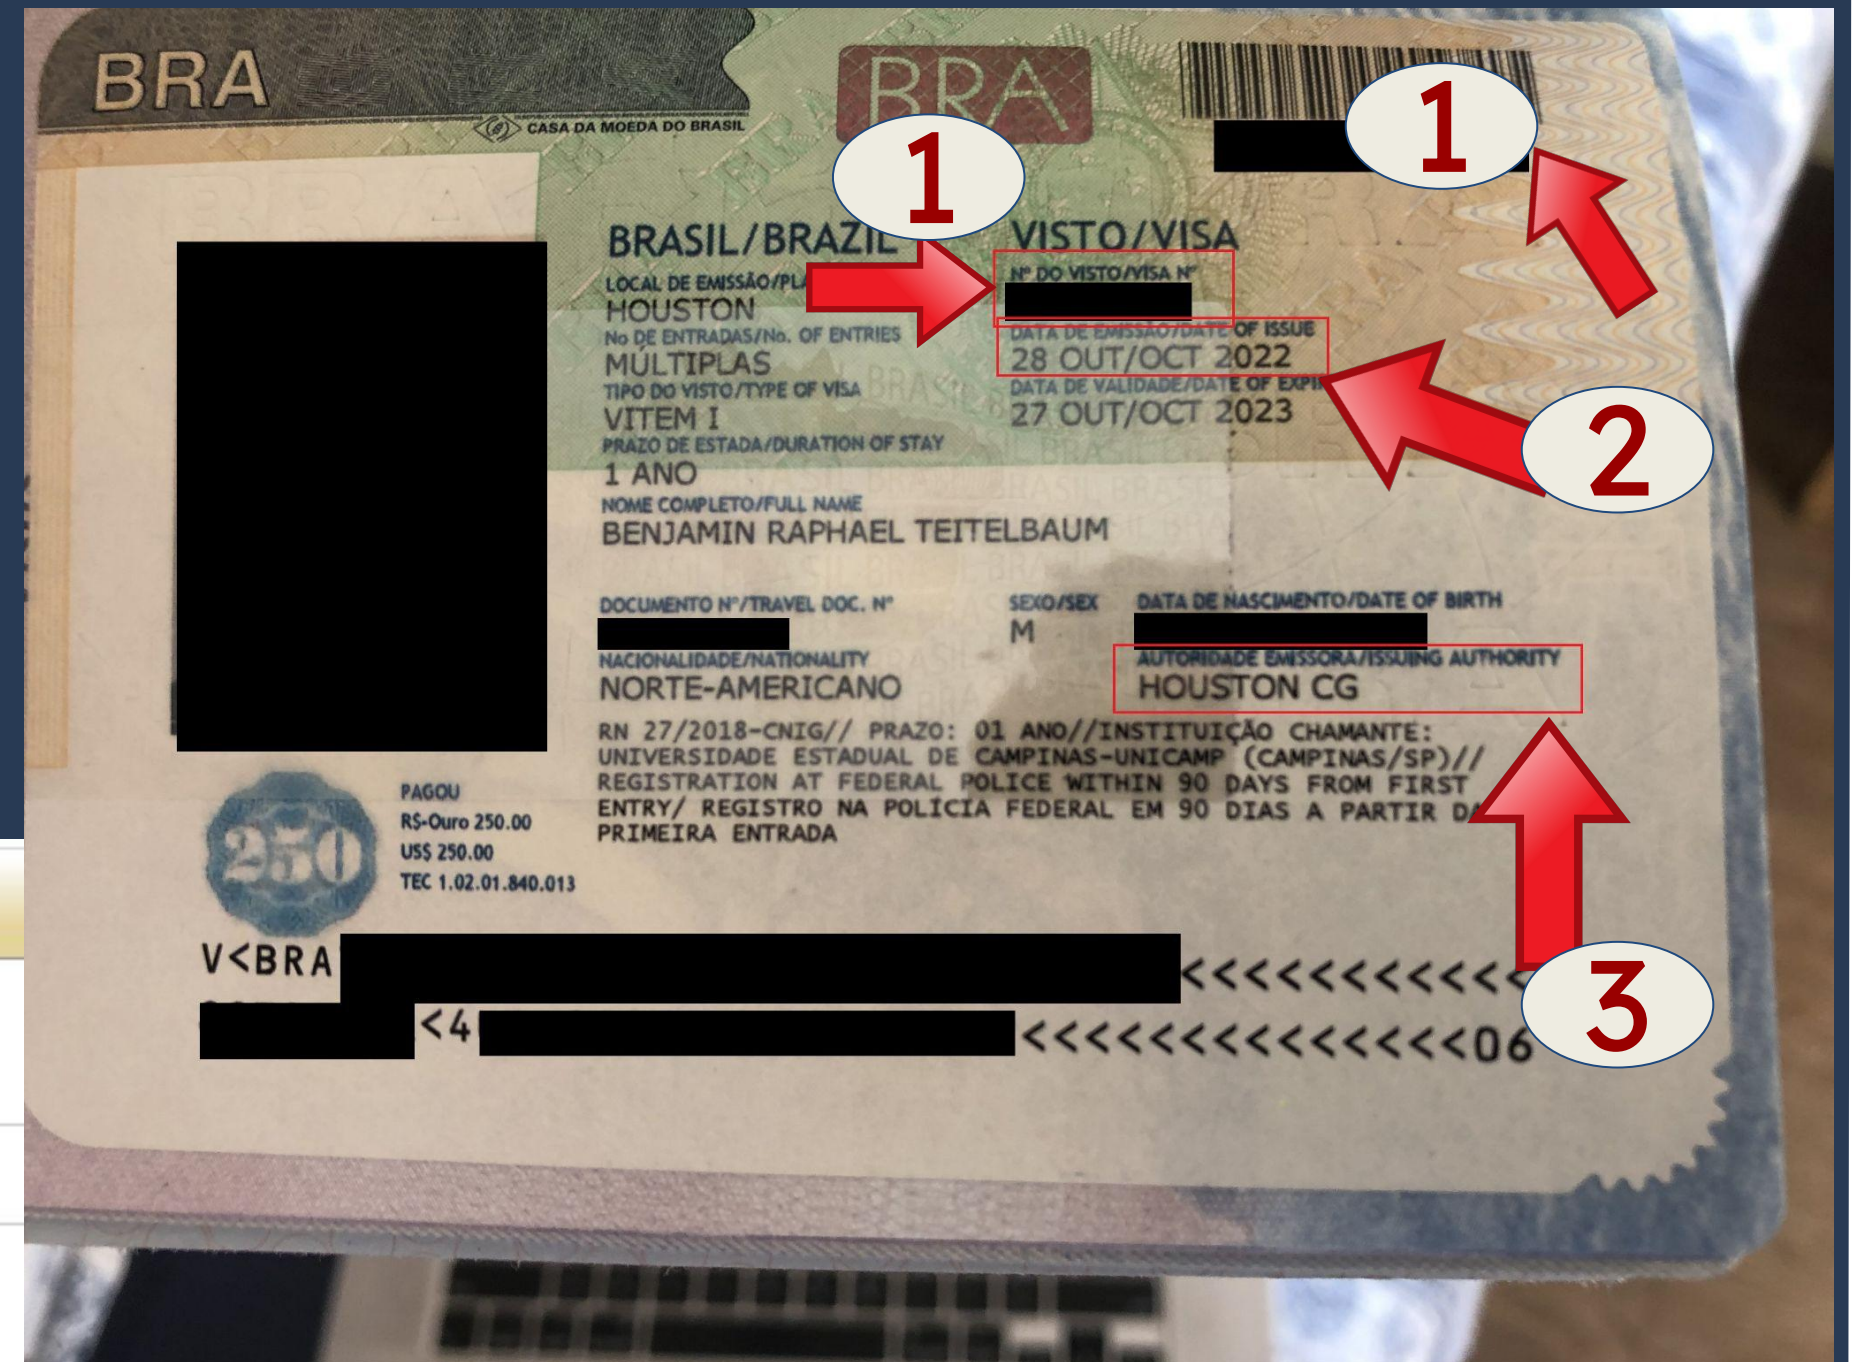 BRA
CASA DA MOEDA DO BRASIL
BRA
1
1
BRASIL/BRAZIL
VISTO/VISA
LOCAL DE EMISSÃO/
Nº DO VISTO/VISA Nº
HOUSTON
No DE ENTRADAS/No. OF ENTRIES
DATA DE EMISSÃO/DATE OF ISSUE
MÚLTIPLAS
28 OUT/OCT 2022
TIPO DO VISTO/TYPE OF VISA
DATA DE VALIDADE/DATE OF
VITEM I
27 OUT/OCT 2023
2
PRAZO DE ESTADA/DURATION OF STAY
1 ANO
NOME COMPLETO/FULL NAME
BENJAMIN RAPHAEL TEITELBAUM
DOCUMENTO Nº/TRAVEL DOC. Nº
SEXO/SEX
DATA DE NASCIMENTO/DATE OF BIRTH
M
NACIONALIDADE/NATIONALITY
AUTORIDADE EMISSORA/ISSUING AUTHORITY
NORTE-AMERICANO
HOUSTON CG
RN 27/2018-CNIG// PRAZO: 01 ANO//INSTITUIÇÃO CHAMANTE:
UNIVERSIDADE ESTADUAL DE CAMPINAS-UNICAMP (CAMPINAS/SP)//
REGISTRATION AT FEDERAL POLICE WITHIN 90 DAYS FROM FIRST
ENTRY/ REGISTRO NA POLÍCIA FEDERAL EM 90 DIAS A PARTIR DA
PRIMEIRA ENTRADA
250
PAGOU
R$-Ouro 250.00
US$ 250.00
TEC 1.02.01.840.013
3
V<BRA <<<<<<<<<<<
<4 <<<<<<<<<<<<<<06